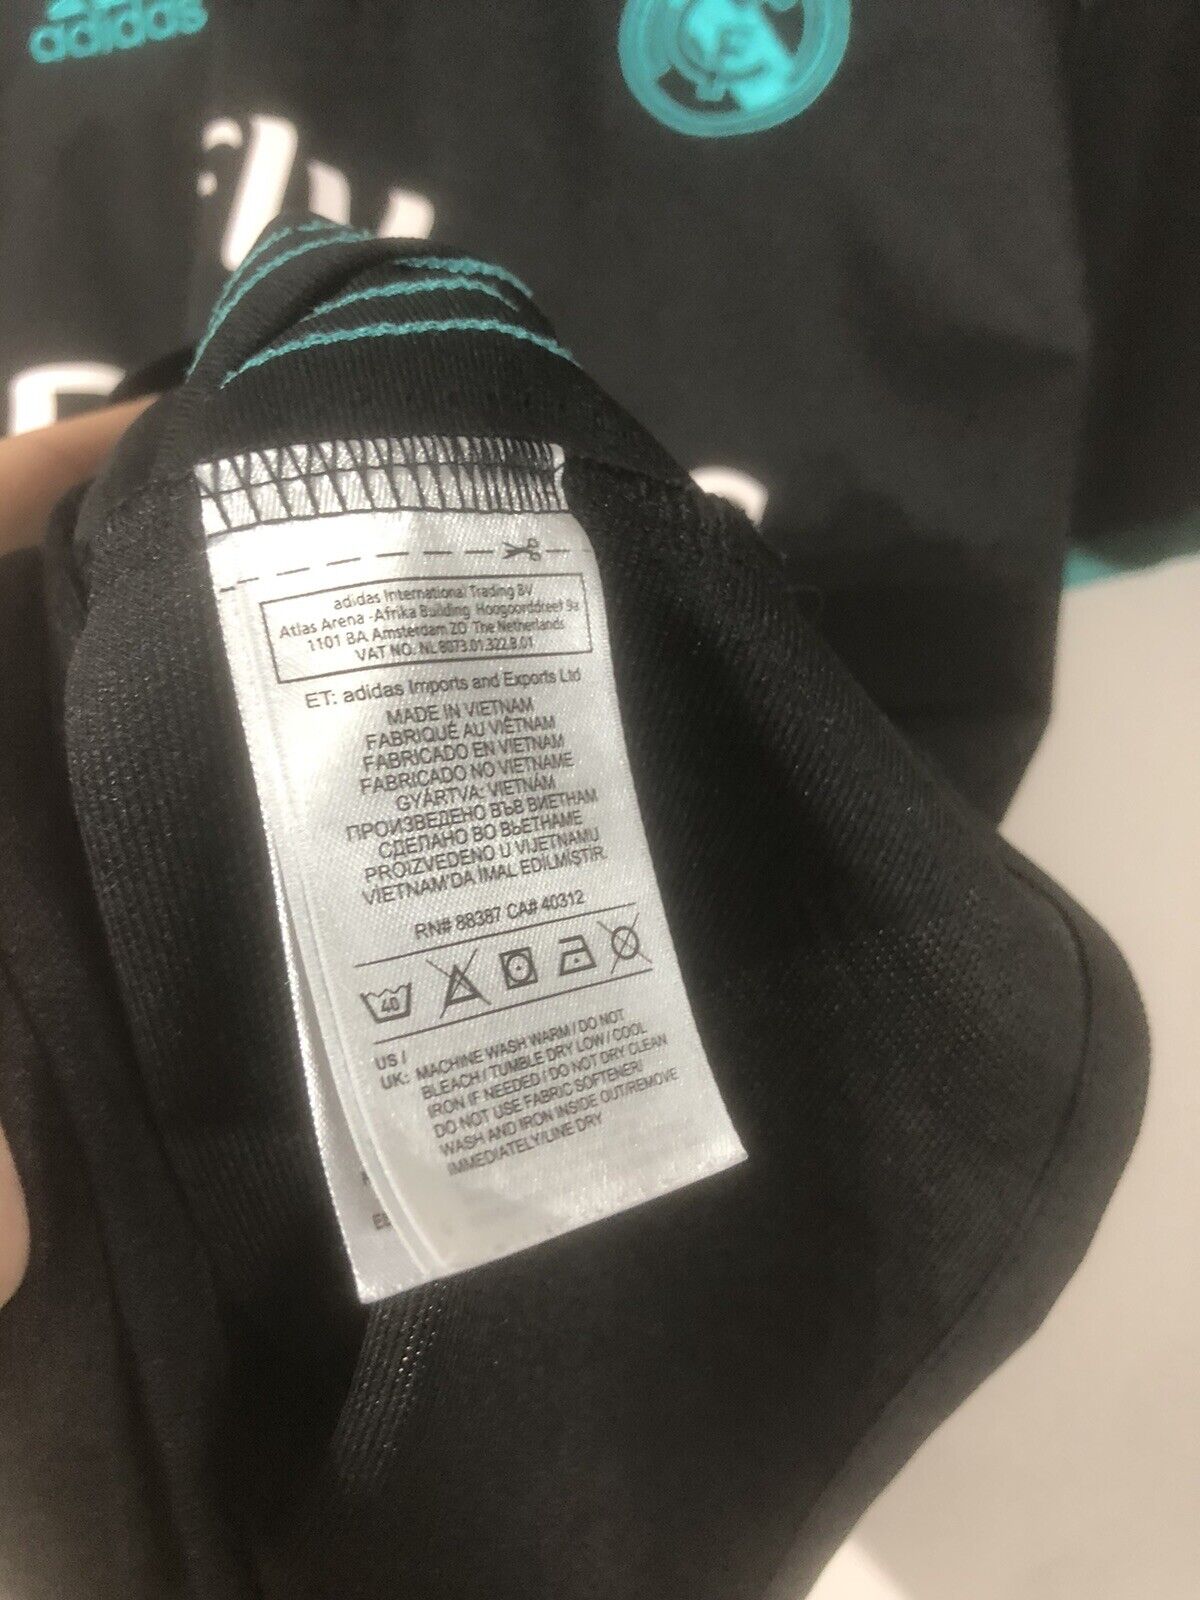 adidas
Fly
adidas International Trading BV
Atlas Arena -Afrika Building Hoogoorddreef 9a
1101 BA Amsterdam ZO The Netherlands
VAT NO. NL 8073.01.322.B.01
ET: adidas Imports and Exports Ltd
MADE IN VIETNAM
FABRIQUÉ AU VIÊTNAM
FABRICADO EN VIETNAM
FABRICADO NO VIETNAME
GYÁRTVA: VIETNÁM
ПРОИЗВЕДЕНО ВЪВ ВИЕТНАМ
СДЕЛАНО ВО ВЬЕТНАМЕ
PROIZVEDENO U VIJETNAMU
VİETNAM'DA İMAL EDİLMİŞTİR.
RN# 88387 CA# 40312
40
US /
UK: MACHINE WASH WARM / DO NOT
BLEACH / TUMBLE DRY LOW / COOL
IRON IF NEEDED / DO NOT DRY CLEAN
DO NOT USE FABRIC SOFTENER/
WASH AND IRON INSIDE OUT/REMOVE
IMMEDIATELY/LINE DRY